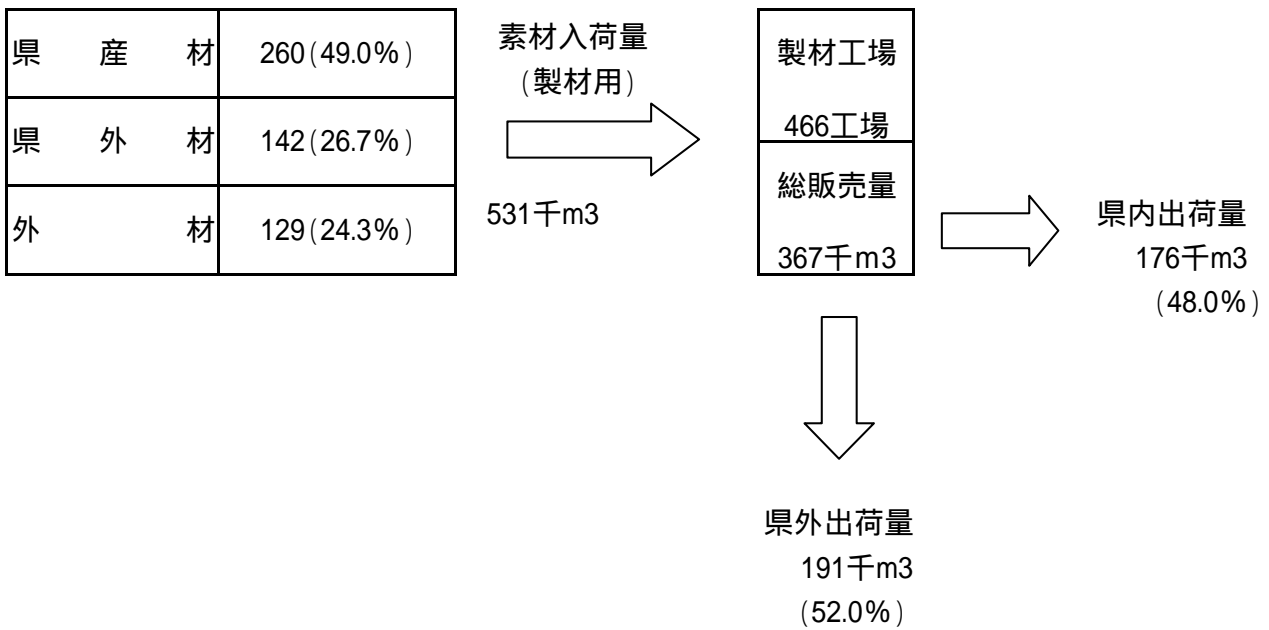 県産材 260(49.0%)
県外材 142(26.7%)
外材 129(24.3%)
素材入荷量
(製材用)
531千m3
製材工場
466工場
総販売量
367千m3
県内出荷量
176千m3
(48.0%)
県外出荷量
191千m3
(52.0%)